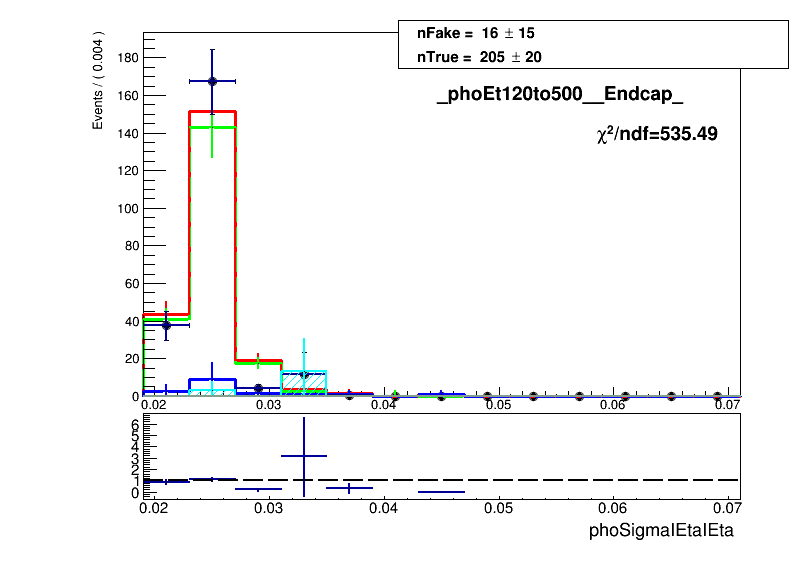 nFake = 16 ± 15
nTrue = 205 ± 20
_phoEt120to500__Endcap_
χ²/ndf=535.49
Events / ( 0.004 )
180
160
140
120
100
80
60
40
20
0
0.02 0.03 0.04 0.05 0.06 0.07
6
5
4
3
2
1
0
0.02 0.03 0.04 0.05 0.06 0.07
phoSigmaIEtaIEta